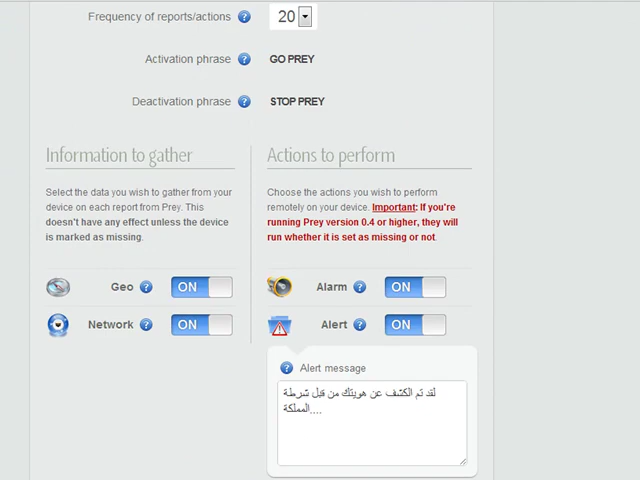 Frequency of reports/actions
20
Activation phrase
GO PREY
Deactivation phrase
STOP PREY
Information to gather
Select the data you wish to gather from your
device on each report from Prey. This
doesn't have any effect unless the device
is marked as missing.
Geo
ON
Network
ON
Actions to perform
Choose the actions you wish to perform
remotely on your device. Important: If you're
running Prey version 0.4 or higher, they will
run whether it is set as missing or not.
Alarm
ON
Alert
ON
Alert message
لقد تم الكشف عن هويتك من قبل شرطة
المملكة....